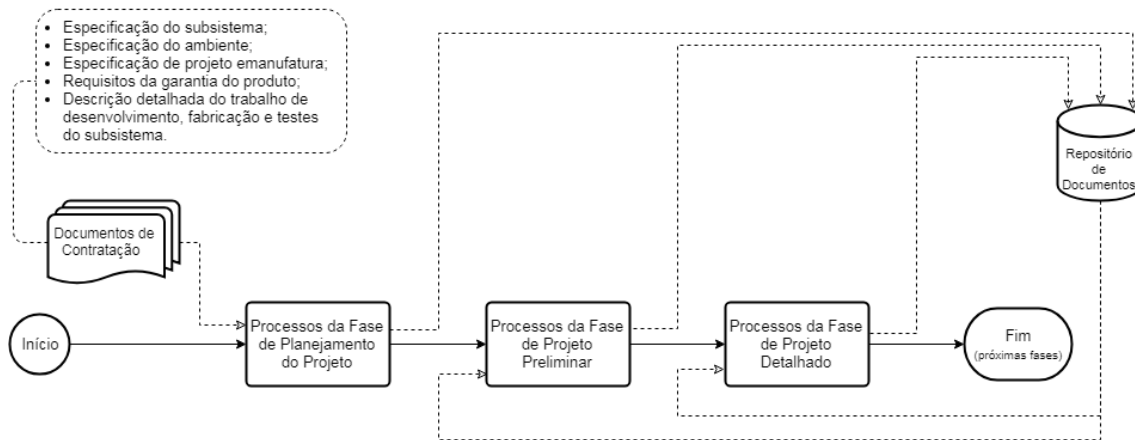 • Especificação do subsistema;
• Especificação do ambiente;
• Especificação de projeto emanufatura;
• Requisitos da garantia do produto;
• Descrição detalhada do trabalho de
desenvolvimento, fabricação e testes
do subsistema.
Repositório
de
Documentos
Documentos de
Contratação
Início
Processos da Fase
de Planejamento
do Projeto
Processos da Fase
de Projeto
Preliminar
Processos da Fase
de Projeto
Detalhado
Fim
(próximas fases)